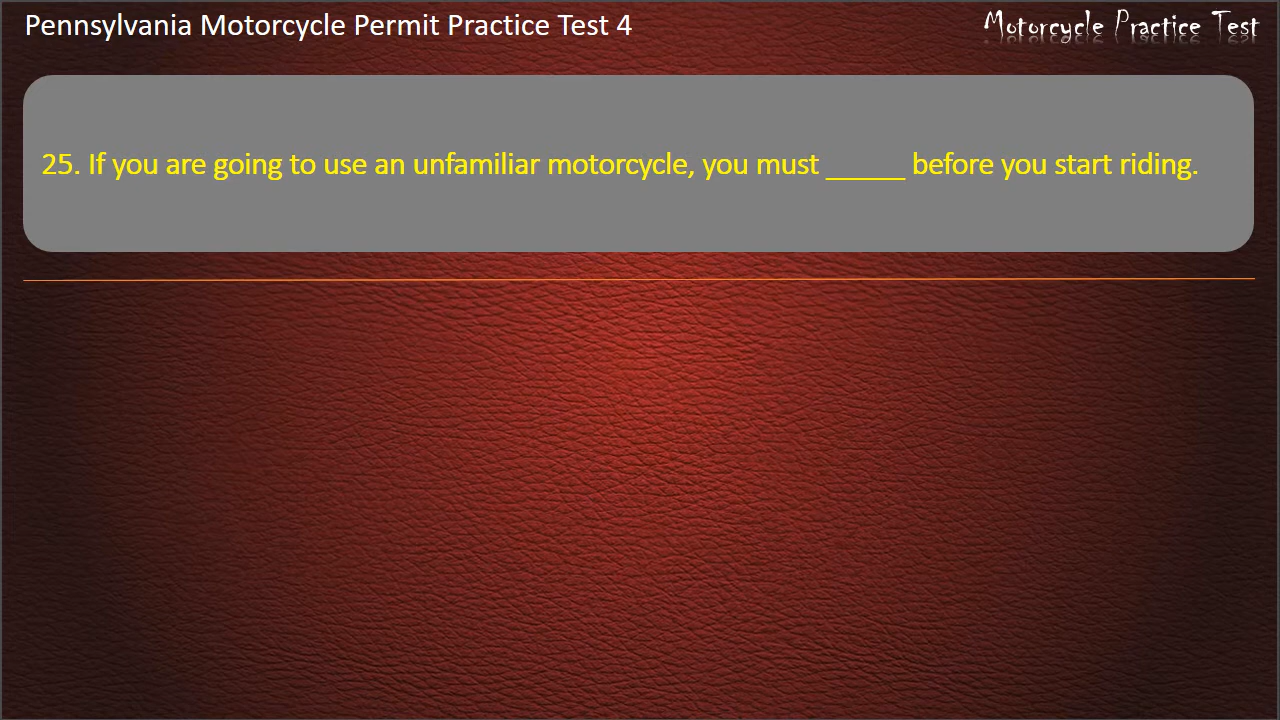 Pennsylvania Motorcycle Permit Practice Test 4
Motorcycle Practice Test
25. If you are going to use an unfamiliar motorcycle, you must _____ before you start riding.